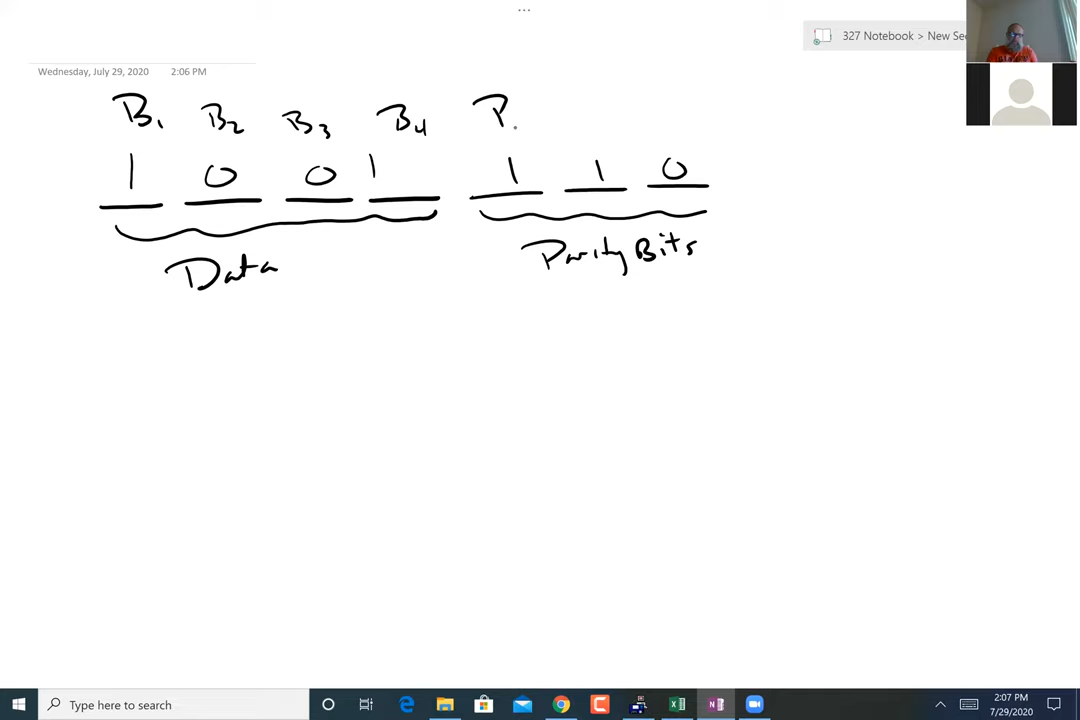 327 Notebook > New Se
Wednesday, July 29, 2020 2:06 PM
B1 B2 B3 B4 P
1 0 0 1 1 1 0
Data Parity Bits
Type here to search
2:07 PM
7/29/2020